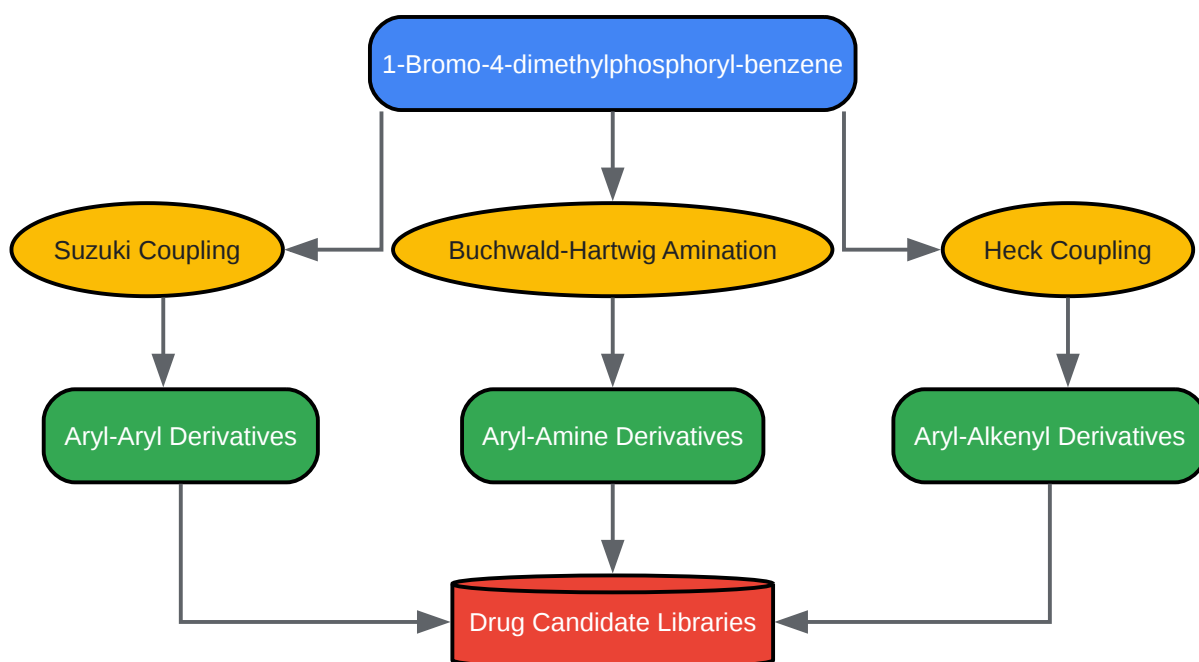 1-Bromo-4-dimethylphosphoryl-benzene
Suzuki Coupling
Buchwald-Hartwig Amination
Heck Coupling
Aryl-Aryl Derivatives
Aryl-Amine Derivatives
Aryl-Alkenyl Derivatives
Drug Candidate Libraries